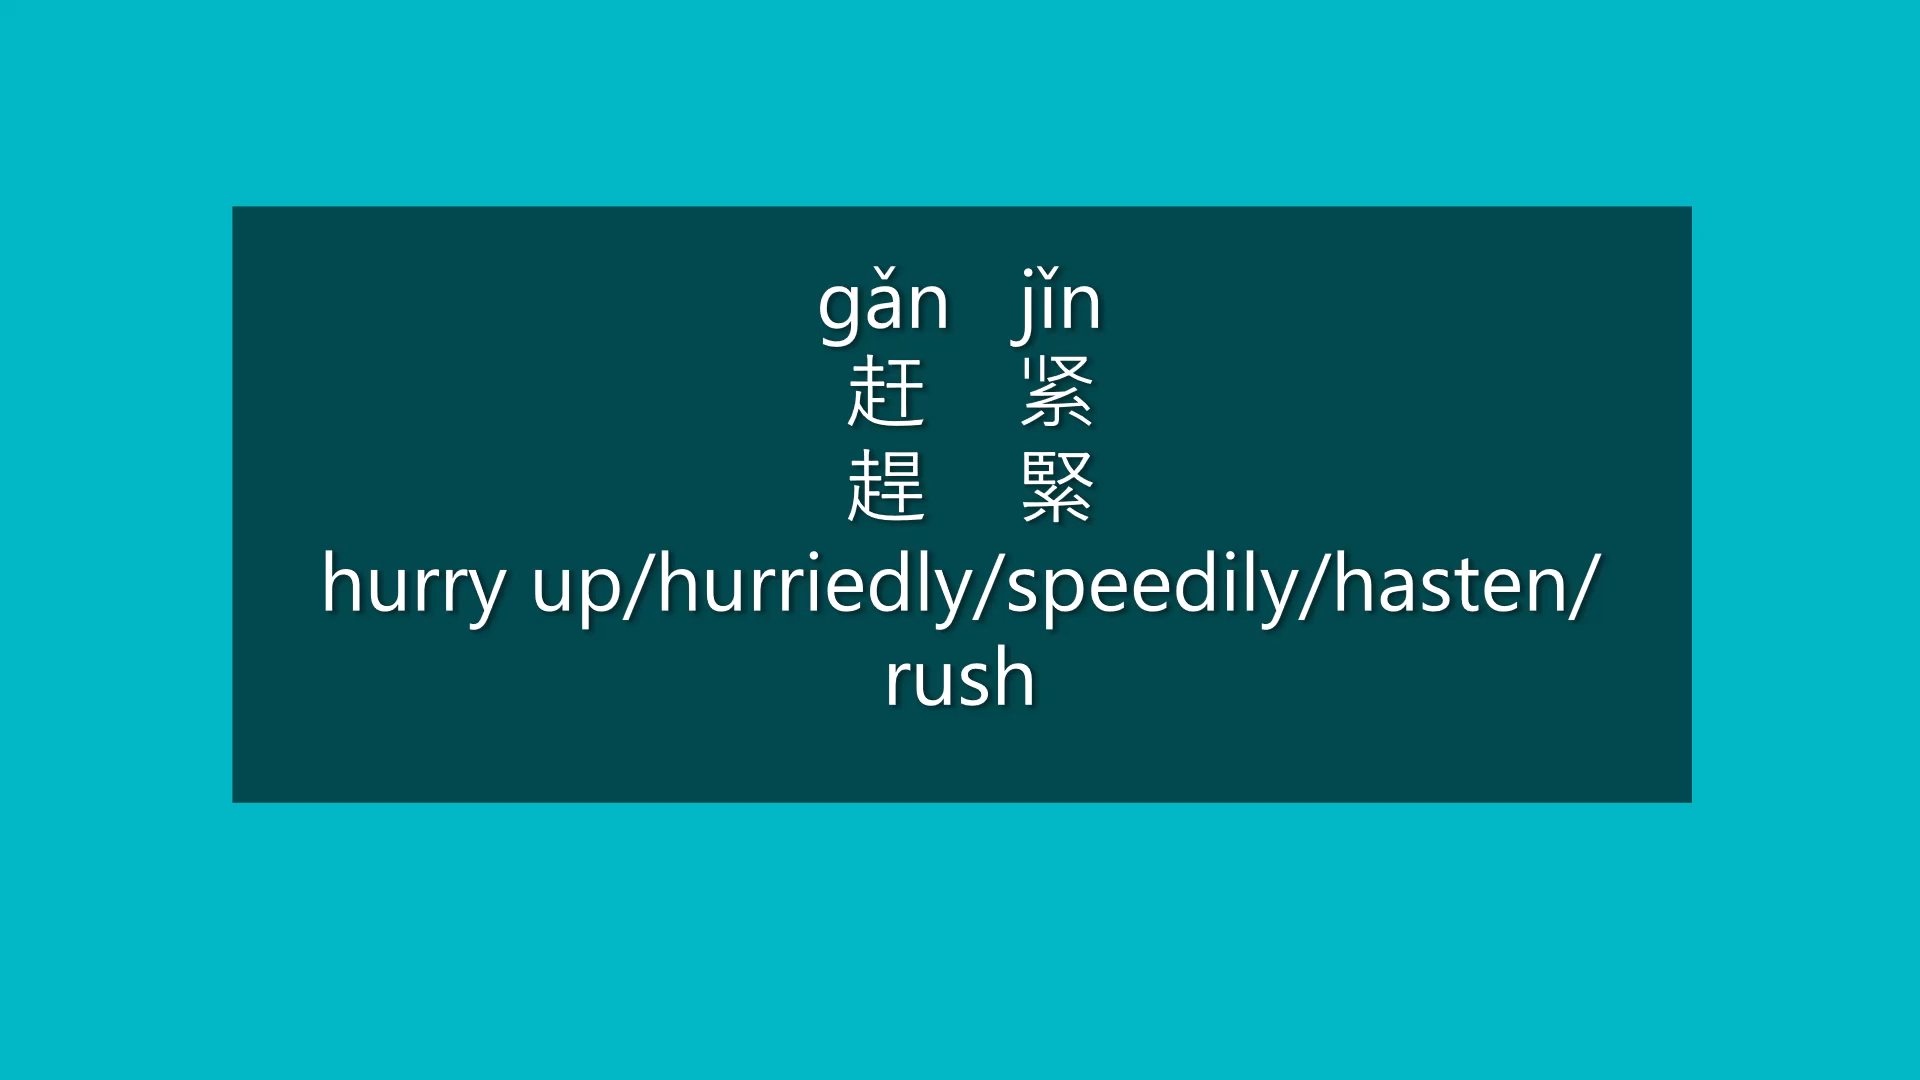 gǎn jǐn
赶 紧
趕 緊
hurry up/hurriedly/speedily/hasten/
rush